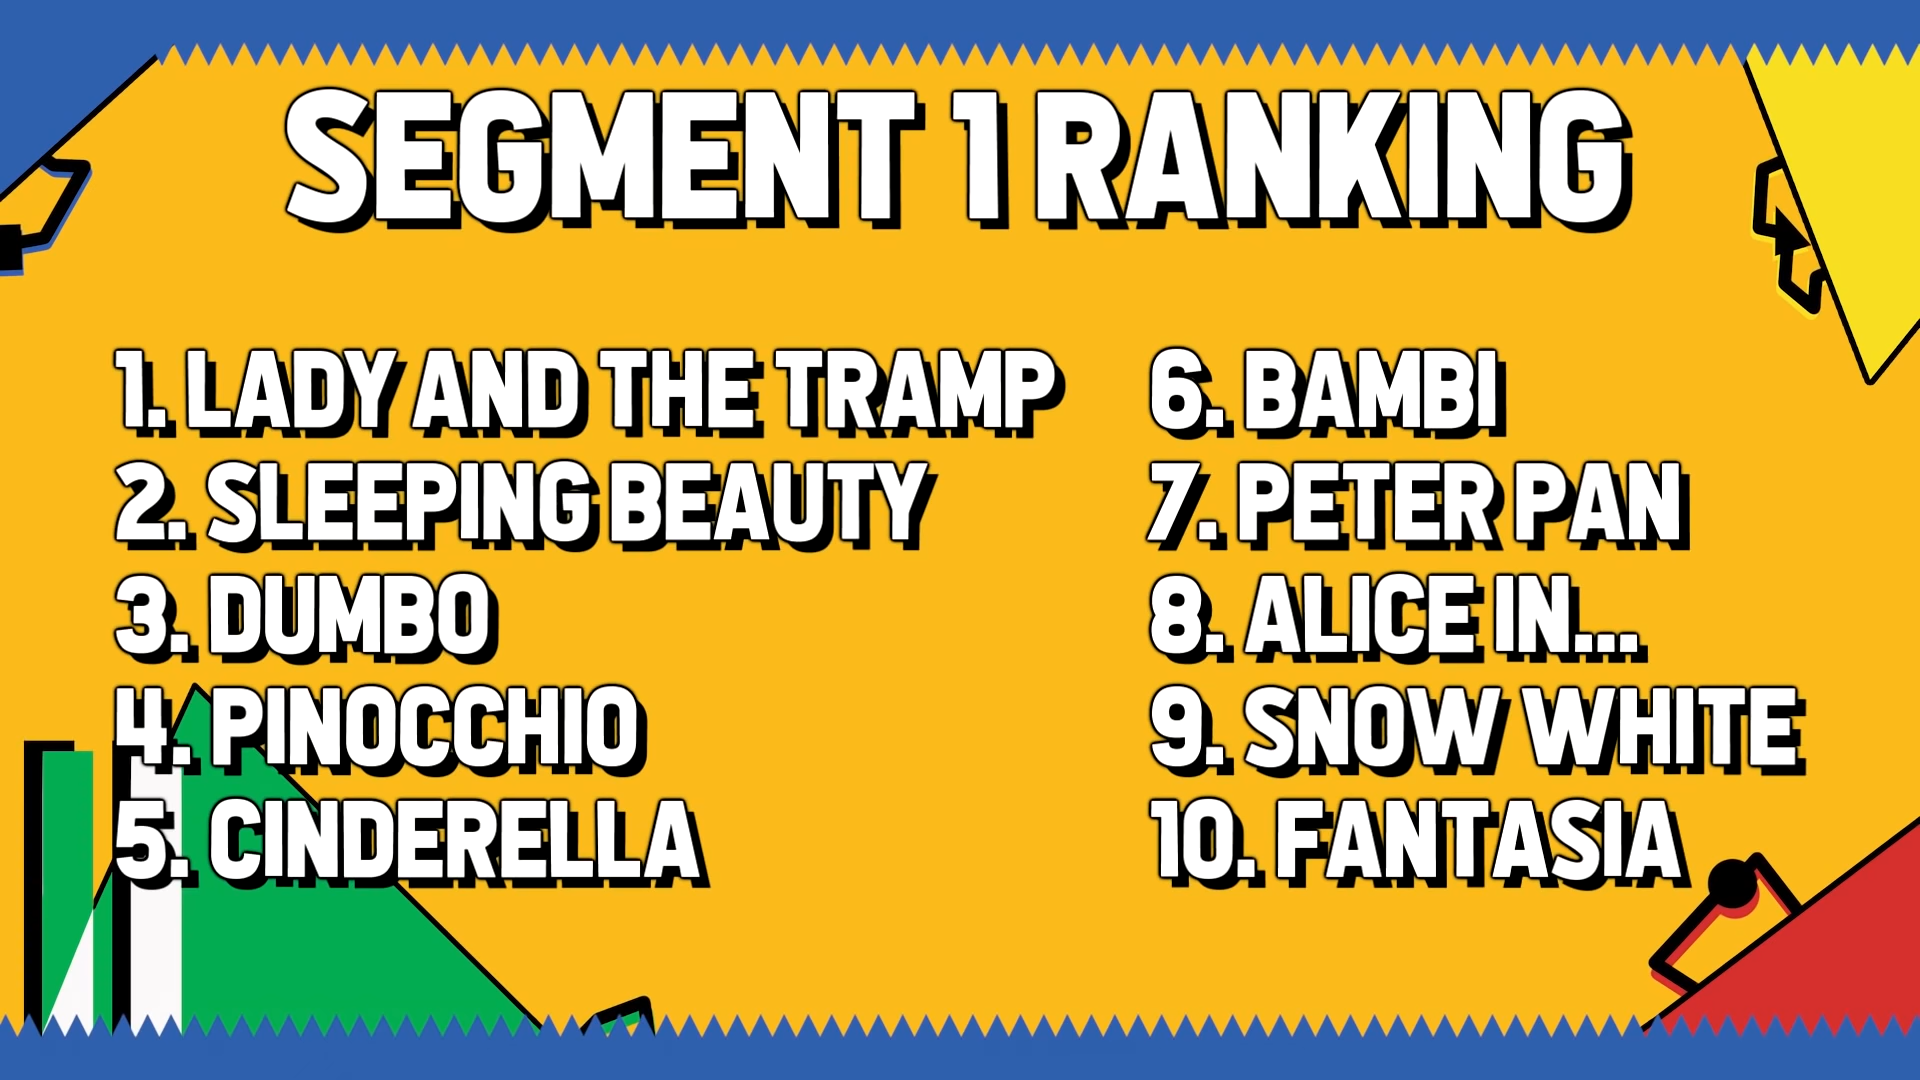 SEGMENT 1 RANKING
1. LADY AND THE TRAMP
2. SLEEPING BEAUTY
3. DUMBO
4. PINOCCHIO
5. CINDERELLA
6. BAMBI
7. PETER PAN
8. ALICE IN...
9. SNOW WHITE
10. FANTASIA